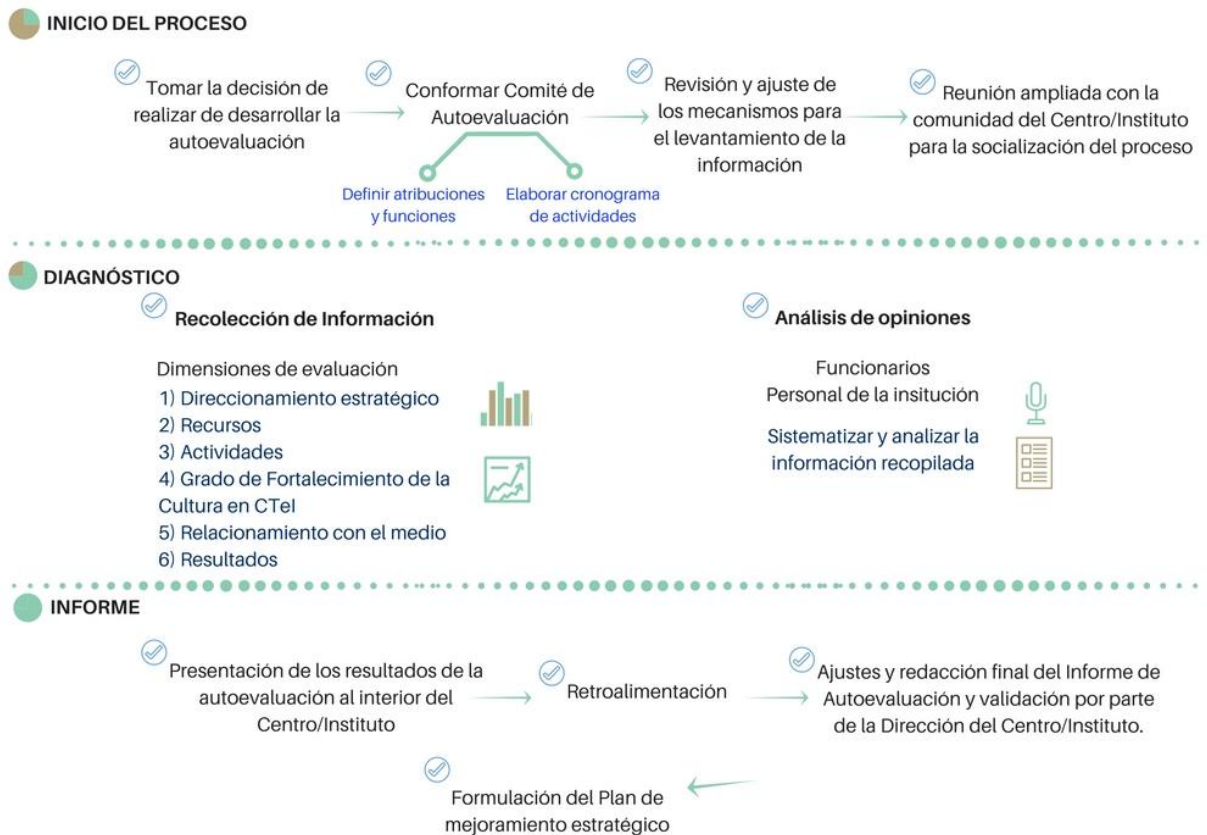 INICIO DEL PROCESO
Tomar la decisión de
realizar de desarrollar la
autoevaluación
Conformar Comité de
Autoevaluación
Definir atribuciones
y funciones
Elaborar cronograma
de actividades
Revisión y ajuste de
los mecanismos para
el levantamiento de la
información
Reunión ampliada con la
comunidad del Centro/Instituto
para la socialización del proceso
DIAGNÓSTICO
Recolección de Información
Dimensiones de evaluación
1) Direccionamiento estratégico
2) Recursos
3) Actividades
4) Grado de Fortalecimiento de la
Cultura en CTeI
5) Relacionamiento con el medio
6) Resultados
Análisis de opiniones
Funcionarios
Personal de la insitución
Sistematizar y analizar la
información recopilada
INFORME
Presentación de los resultados de la
autoevaluación al interior del
Centro/Instituto
Retroalimentación
Ajustes y redacción final del Informe de
Autoevaluación y validación por parte
de la Dirección del Centro/Instituto.
Formulación del Plan de
mejoramiento estratégico